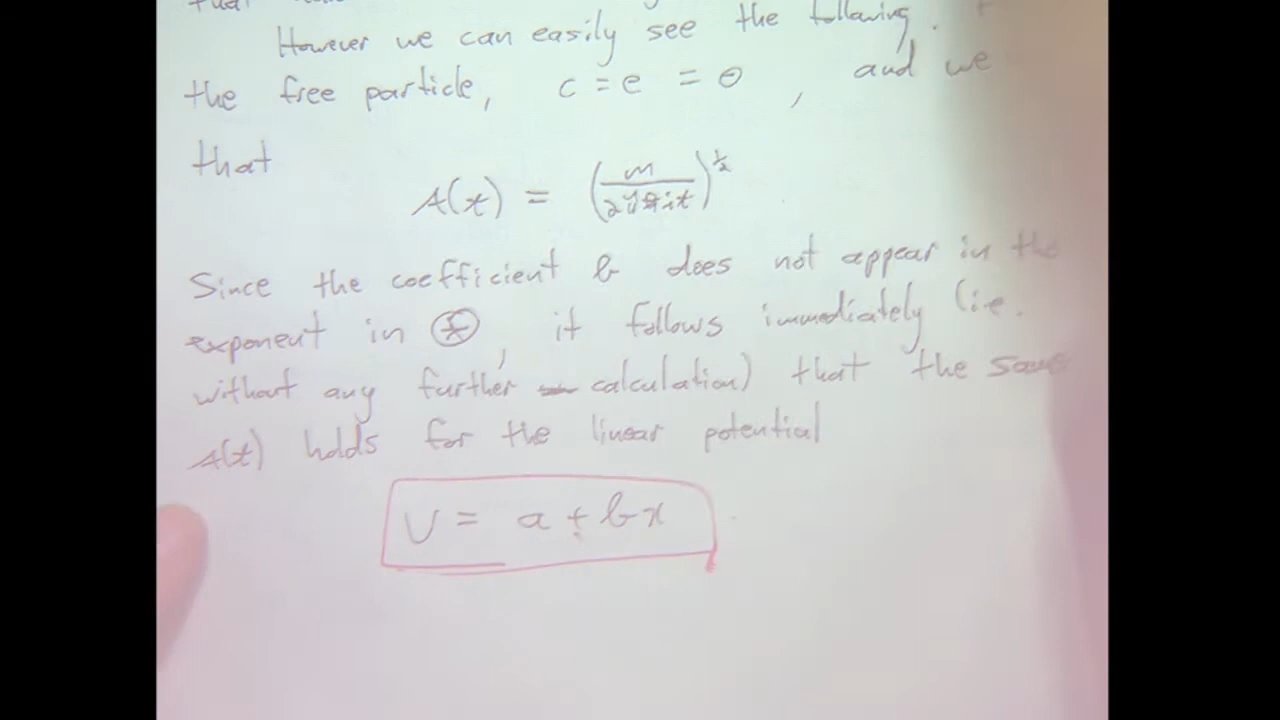 However we can easily see the following.
the free particle, c = e = 0, and we
that
A(t) = (m / 2πħit)^½
Since the coefficient b does not appear in the
exponent in ⊛, it follows immediately (i.e.
without any further calculation) that the same
A(t) holds for the linear potential
V = a + bx